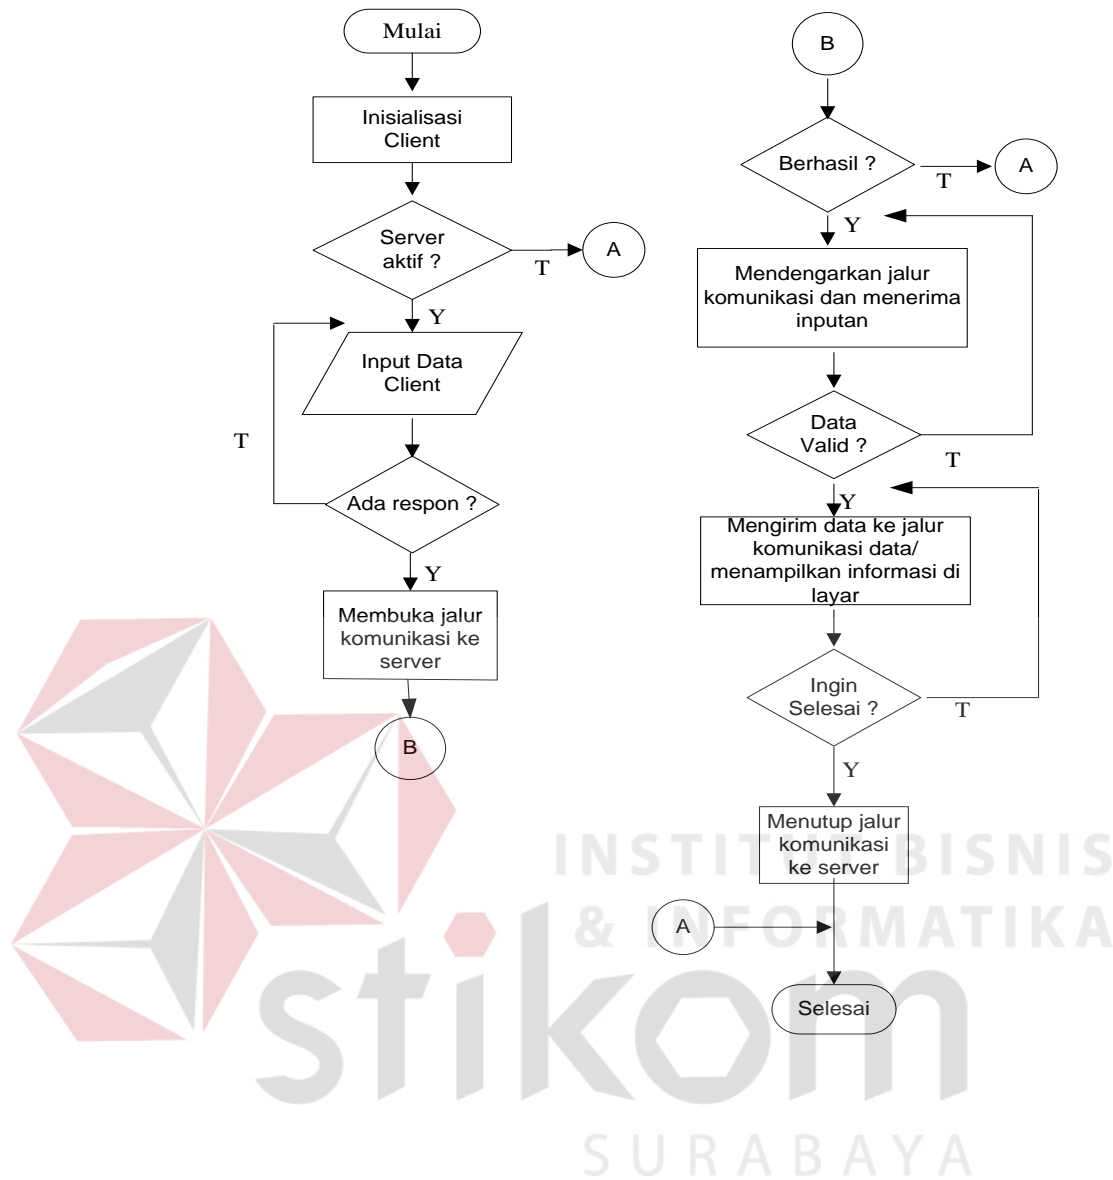 Mulai
Inisialisasi
Client
Server
aktif ?
T
A
Y
Input Data
Client
T
Ada respon ?
Y
Membuka jalur
komunikasi ke
server
B
B
Berhasil ?
T
A
Y
Mendengarkan jalur
komunikasi dan menerima
inputan
Data
Valid ?
T
Y
Mengirim data ke jalur
komunikasi data/
menampilkan informasi di
layar
Ingin
Selesai ?
T
Y
Menutup jalur
komunikasi
ke server
A
Selesai
INSTITUT BISNIS
& INFORMATIKA
stikom
SURABAYA